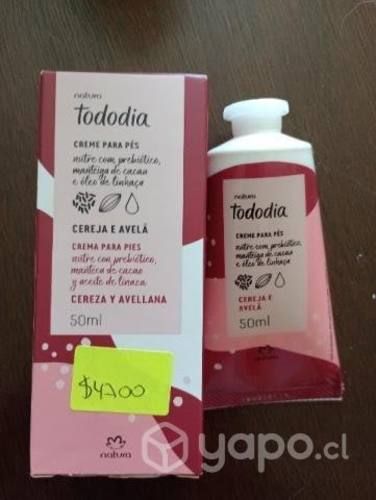 natura
tododia
CREME PARA PÉS
nutre com prebiótico,
manteiga de cacau
e óleo de linhaça
CEREJA E AVELÃ
CREMA PARA PIES
nutre con prebiótico,
manteca de cacao
y aceite de linaza
CEREZA Y AVELLANA
50ml
$4700
natura
natura
tododia
CREME PARA PÉS
nutre com prebiótico,
manteiga de cacau
e óleo de linhaça
CEREJA E
AVELÃ
50ml
natura
yapo.cl